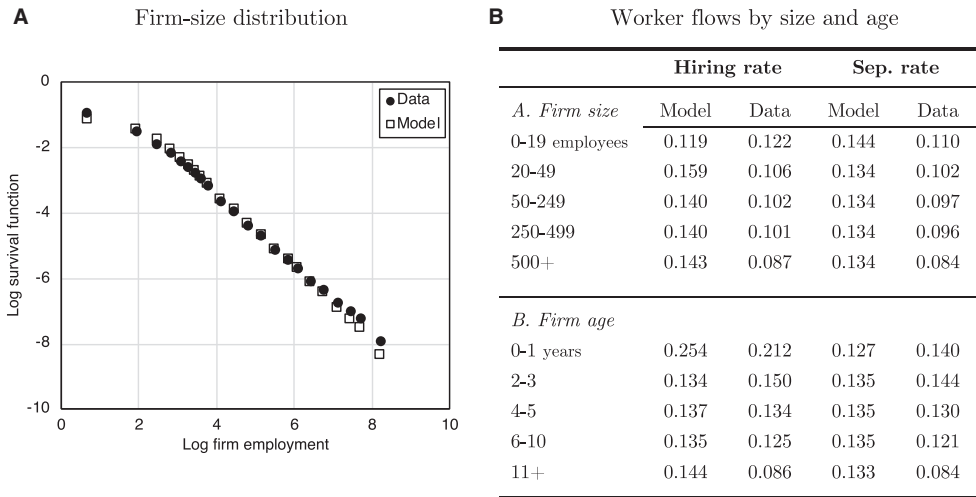 A Firm-size distribution
0
-2
-4
-6
-8
-10
Log survival function
Data
Model
0 2 4 6 8 10
Log firm employment
B Worker flows by size and age
Hiring rate Sep. rate
A. Firm size Model Data Model Data
0-19 employees 0.119 0.122 0.144 0.110
20-49 0.159 0.106 0.134 0.102
50-249 0.140 0.102 0.134 0.097
250-499 0.140 0.101 0.134 0.096
500+ 0.143 0.087 0.134 0.084
B. Firm age
0-1 years 0.254 0.212 0.127 0.140
2-3 0.134 0.150 0.135 0.144
4-5 0.137 0.134 0.135 0.130
6-10 0.135 0.125 0.135 0.121
11+ 0.144 0.086 0.133 0.084